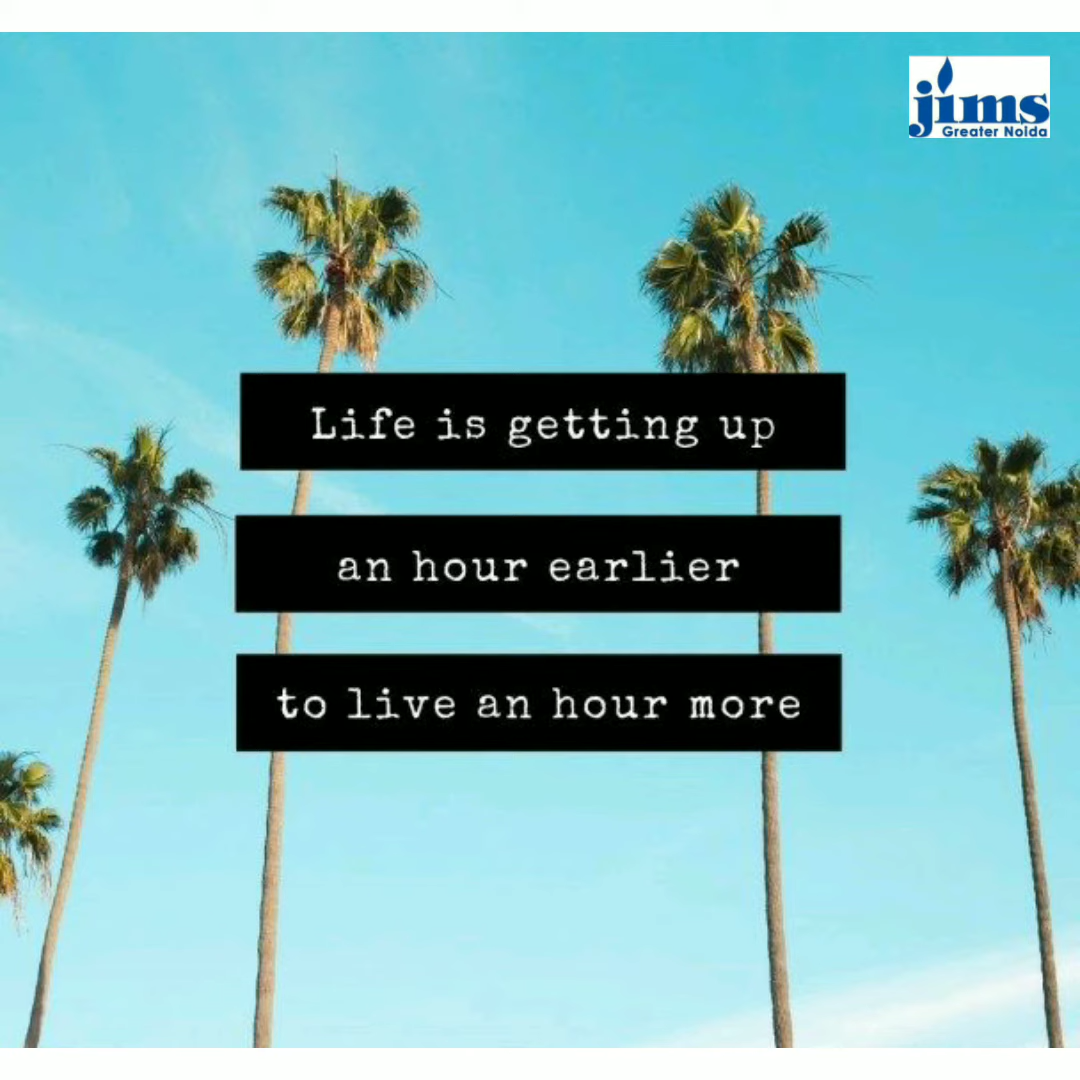 jims
Greater Noida
Life is getting up
an hour earlier
to live an hour more